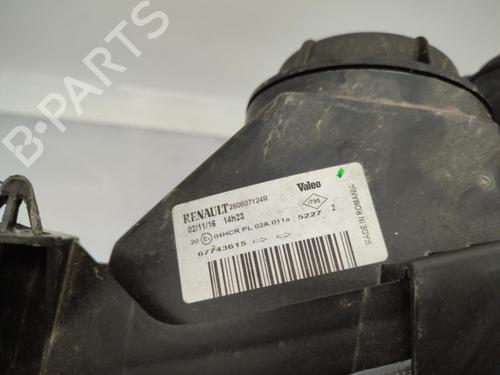 B-PARTS
RENAULT 260607124R
Valeo
02/11/16 14h23
20 E1 04HCR PL 02A 011a 5227 2
67743615
MADE IN ROMANIA